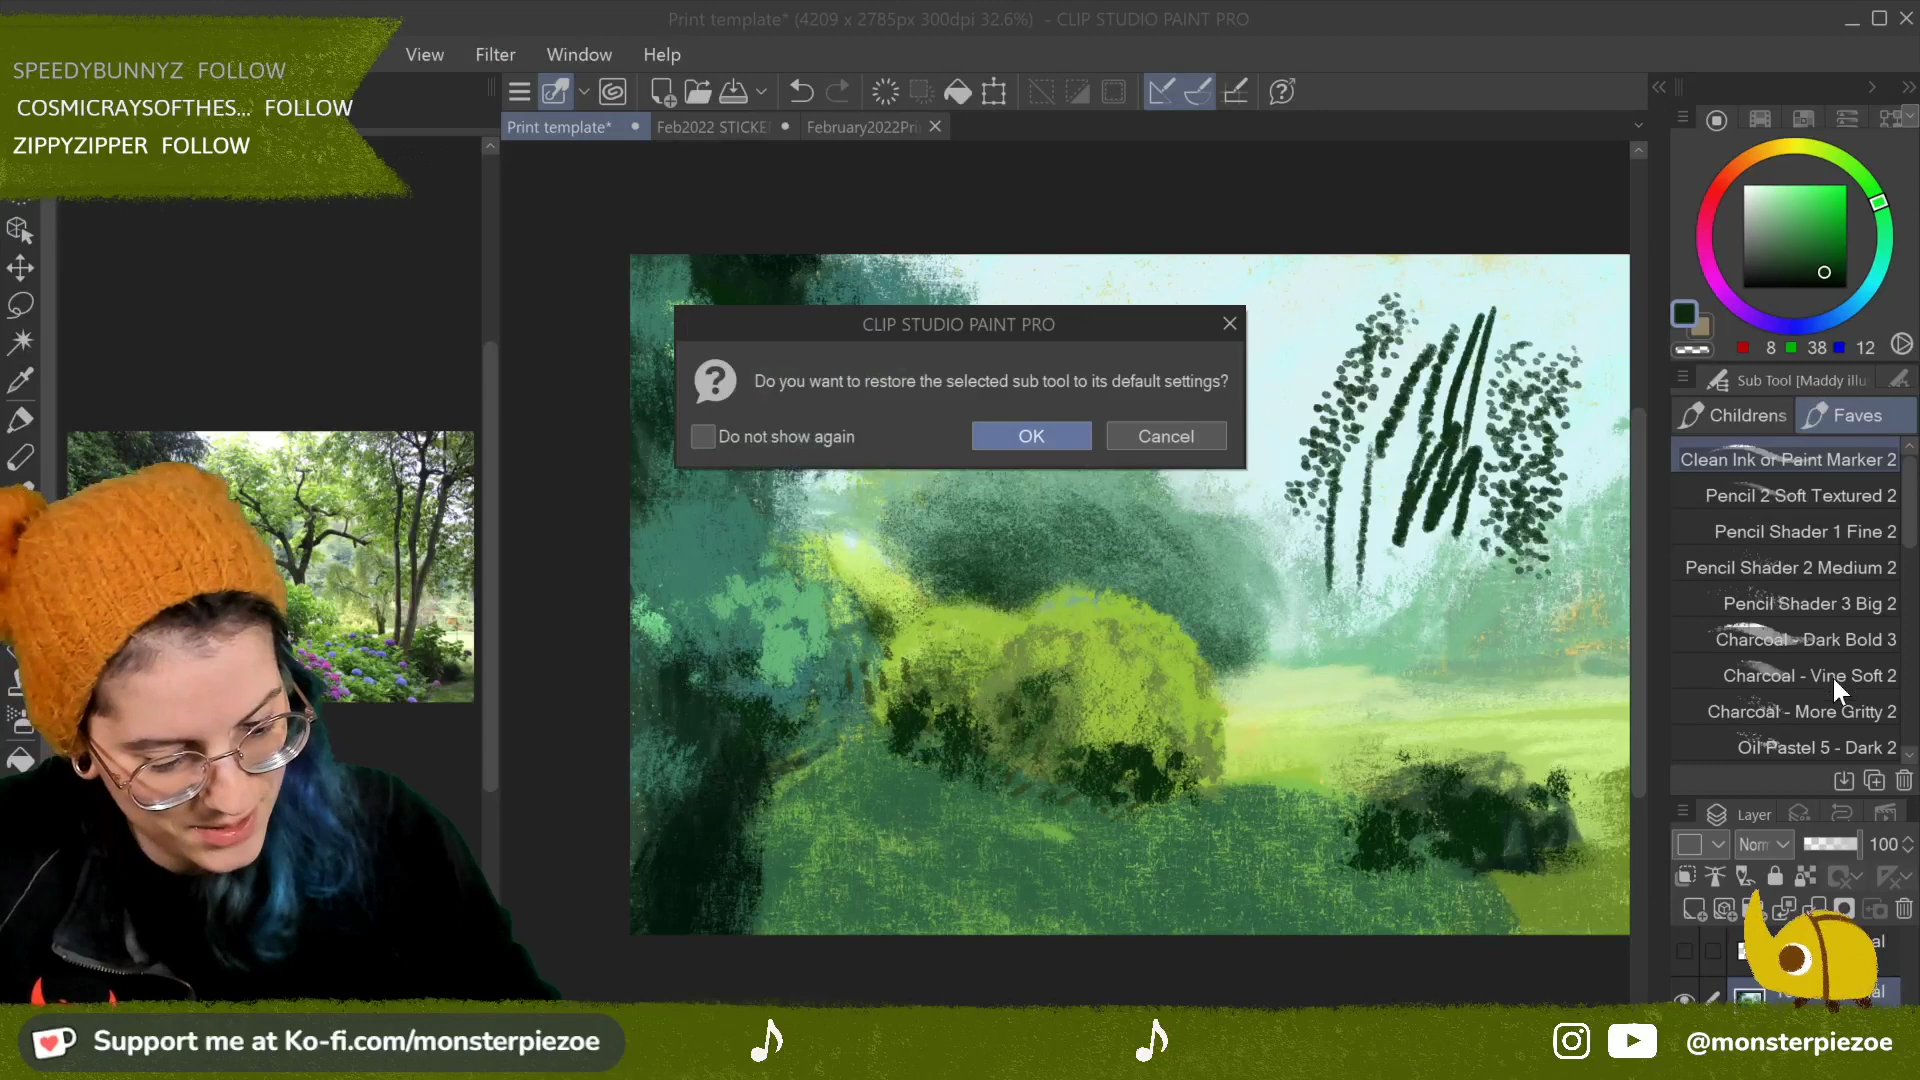 Print template* (4209 x 2785px 300dpi 32.6%) - CLIP STUDIO PAINT PRO
SPEEDYBUNNYZ FOLLOW
COSMICRAYSOFTHES... FOLLOW
ZIPPYZIPPER FOLLOW
View Filter Window Help
Print template* Feb2022 STICKE February2022Pri
CLIP STUDIO PAINT PRO
Do you want to restore the selected sub tool to its default settings?
Do not show again OK Cancel
8 38 12
Sub Tool [Maddy illu
Childrens Faves
Clean Ink or Paint Marker 2
Pencil 2 Soft Textured 2
Pencil Shader 1 Fine 2
Pencil Shader 2 Medium 2
Pencil Shader 3 Big 2
Charcoal - Dark Bold 3
Charcoal - Vine Soft 2
Charcoal - More Gritty 2
Oil Pastel 5 - Dark 2
Layer
Nor 100
al
al
Support me at Ko-fi.com/monsterpiezoe
@monsterpiezoe